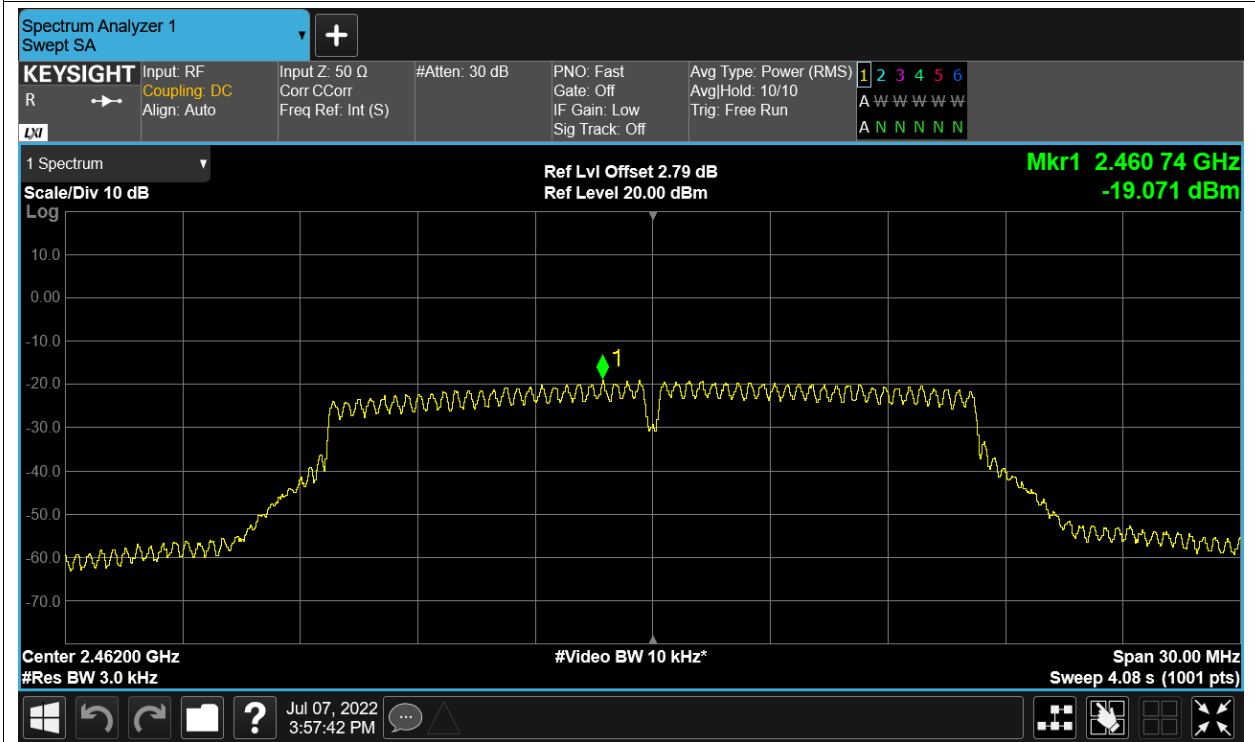 Spectrum Analyzer 1
Swept SA
+
KEYSIGHT Input: RF Input Z: 50 Ω #Atten: 30 dB PNO: Fast Avg Type: Power (RMS) 1 2 3 4 5 6
R Coupling: DC Corr CCorr Gate: Off Avg|Hold: 10/10 A W W W W W
Align: Auto Freq Ref: Int (S) IF Gain: Low Trig: Free Run
LXI Sig Track: Off A N N N N N
1 Spectrum Ref Lvl Offset 2.79 dB Mkr1 2.460 74 GHz
Scale/Div 10 dB Ref Level 20.00 dBm -19.071 dBm
Log
10.0
0.00
-10.0
1
-20.0
-30.0
-40.0
-50.0
-60.0
-70.0
Center 2.46200 GHz #Video BW 10 kHz* Span 30.00 MHz
#Res BW 3.0 kHz Sweep 4.08 s (1001 pts)
? Jul 07, 2022
3:57:42 PM